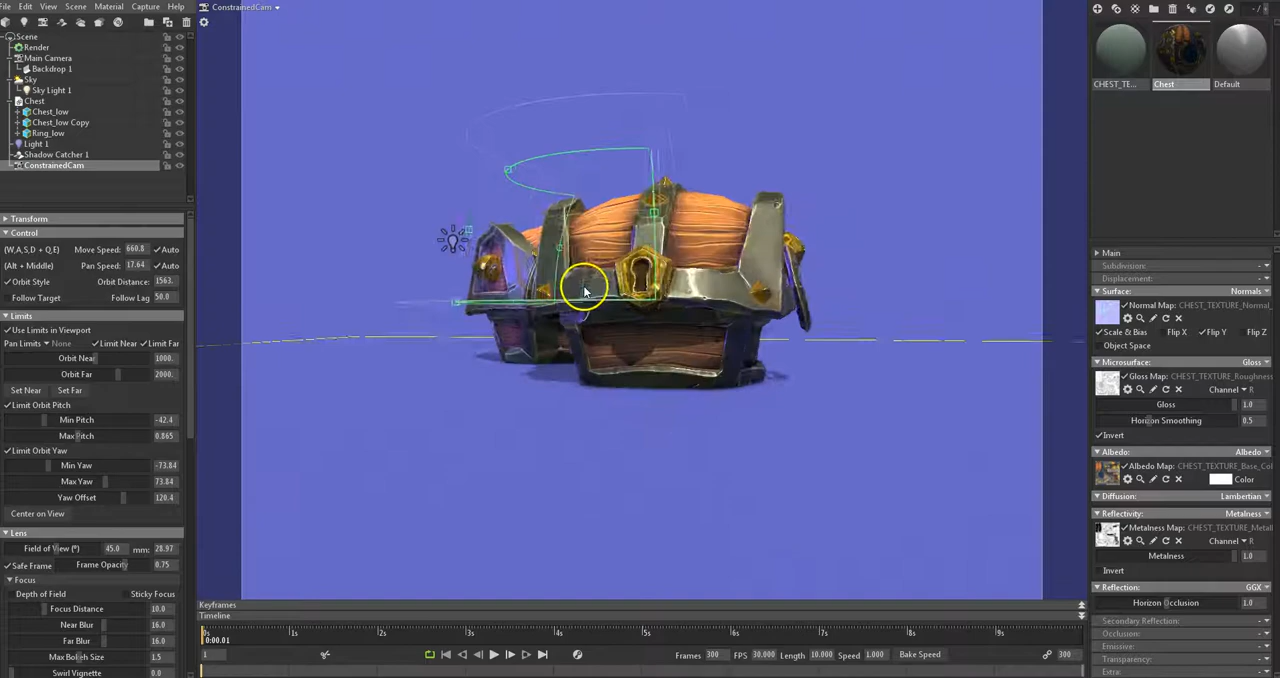 File Edit View Scene Material Capture Help
ConstrainedCam
Scene
Render
Main Camera
Backdrop 1
Sky
Sky Light 1
Chest
Chest_low
Chest_low Copy
Ring_low
Light 1
Shadow Catcher 1
ConstrainedCam
Transform
Control
(W,A,S,D + Q,E) Move Speed: 660.8 Auto
(Alt + Middle) Pan Speed: 17.64 Auto
Orbit Style Orbit Distance: 1563.
Follow Target Follow Lag 50.0
Limits
Use Limits in Viewport
Pan Limits None Limit Near Limit Far
Orbit Near 1000.
Orbit Far 2000.
Set Near Set Far
Limit Orbit Pitch
Min Pitch -42.4
Max Pitch 0.865
Limit Orbit Yaw
Min Yaw -73.84
Max Yaw 73.84
Yaw Offset 120.4
Center on View
Lens
Field of View (°) 45.0 mm: 28.97
Safe Frame Frame Opacity 0.75
Focus
Depth of Field Sticky Focus
Focus Distance 10.0
Near Blur 16.0
Far Blur 16.0
Max Bokeh Size 1.5
Swirl Vignette 0.0
Keyframes
Timeline
0s 1s 2s 3s 4s 5s 6s 7s 8s 9s
0:00.01
1 Frames 300 FPS 30.000 Length 10.000 Speed 1.000 Bake Speed 300
CHEST_TE... Chest Default
Main
Subdivision:
Displacement:
Surface: Normals
Normal Map: CHEST_TEXTURE_Normal_
Scale & Bias Flip X Flip Y Flip Z
Object Space
Microsurface: Gloss
Gloss Map: CHEST_TEXTURE_Roughness
Channel R
Gloss 1.0
Horizon Smoothing 0.5
Invert
Albedo: Albedo
Albedo Map: CHEST_TEXTURE_Base_Col
Color
Diffusion: Lambertian
Reflectivity: Metalness
Metalness Map: CHEST_TEXTURE_Metall
Channel R
Metalness 1.0
Invert
Reflection: GGX
Horizon Occlusion 1.0
Secondary Reflection:
Occlusion:
Emissive:
Transparency:
Extra: